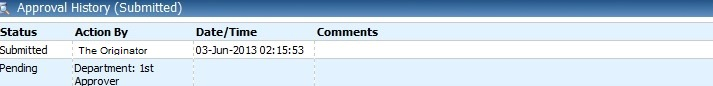 Approval History (Submitted)
Status Action By Date/Time Comments
Submitted The Originator 03-Jun-2013 02:15:53
Pending Department: 1st
Approver